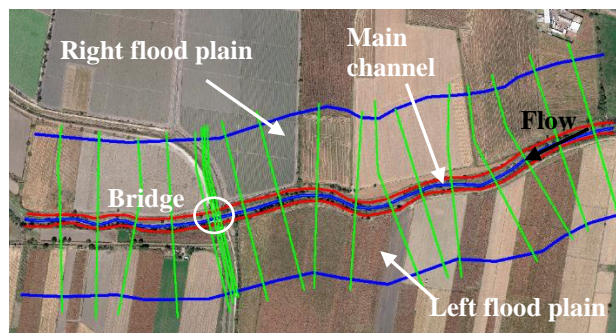 Right flood plain
Main
channel
Flow
Bridge
Left flood plain